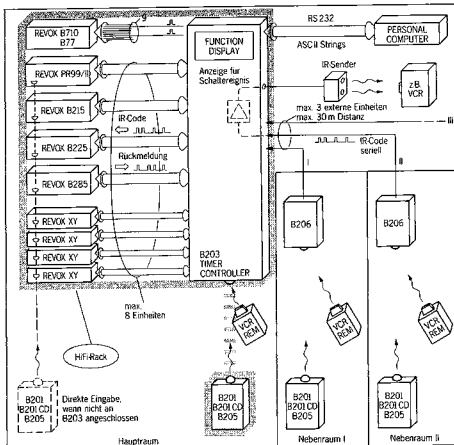 REVOX B710
B77
REVOX PR99/II
REVOX B215
REVOX B225
REVOX B285
REVOX XY
REVOX XY
REVOX XY
REVOX XY
IR-Code
Rückmeldung
max.
8 Einheiten
HiFi-Rack
FUNCTION
DISPLAY
Anzeige für
Schaltereignis
B203
TIMER
CONTROLLER
RS 232
ASCII Strings
PERSONAL
COMPUTER
IR-Sender
z.B.
VCR
max. 3 externe Einheiten
max. 30 m Distanz
III
IR-Code
seriell
I
II
B206
B206
VCR
REM
VCR
REM
VCR
REM
B201
B201 CD
B205
Direkte Eingabe,
wenn nicht an
B203 angeschlossen
B201
B201 CD
B205
B201
B201 CD
B205
B201
B201 CD
B205
Hauptraum
Nebenraum I
Nebenraum II